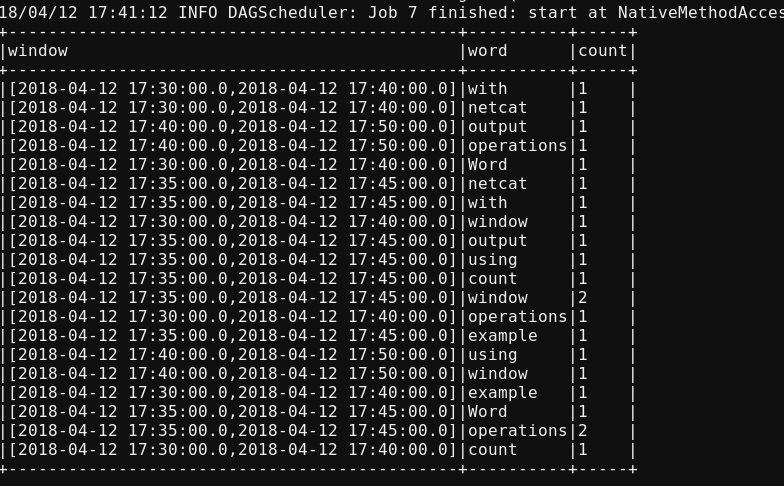 18/04/12 17:41:12 INFO DAGScheduler: Job 7 finished: start at NativeMethodAcces
+---------------------------------------------+----------+-----+
|window                                       |word      |count|
+---------------------------------------------+----------+-----+
|[2018-04-12 17:30:00.0,2018-04-12 17:40:00.0]|with      |1    |
|[2018-04-12 17:30:00.0,2018-04-12 17:40:00.0]|netcat    |1    |
|[2018-04-12 17:40:00.0,2018-04-12 17:50:00.0]|output    |1    |
|[2018-04-12 17:40:00.0,2018-04-12 17:50:00.0]|operations|1    |
|[2018-04-12 17:30:00.0,2018-04-12 17:40:00.0]|Word      |1    |
|[2018-04-12 17:35:00.0,2018-04-12 17:45:00.0]|netcat    |1    |
|[2018-04-12 17:35:00.0,2018-04-12 17:45:00.0]|with      |1    |
|[2018-04-12 17:30:00.0,2018-04-12 17:40:00.0]|window    |1    |
|[2018-04-12 17:35:00.0,2018-04-12 17:45:00.0]|output    |1    |
|[2018-04-12 17:35:00.0,2018-04-12 17:45:00.0]|using     |1    |
|[2018-04-12 17:35:00.0,2018-04-12 17:45:00.0]|count     |1    |
|[2018-04-12 17:35:00.0,2018-04-12 17:45:00.0]|window    |2    |
|[2018-04-12 17:30:00.0,2018-04-12 17:40:00.0]|operations|1    |
|[2018-04-12 17:35:00.0,2018-04-12 17:45:00.0]|example   |1    |
|[2018-04-12 17:40:00.0,2018-04-12 17:50:00.0]|using     |1    |
|[2018-04-12 17:40:00.0,2018-04-12 17:50:00.0]|window    |1    |
|[2018-04-12 17:30:00.0,2018-04-12 17:40:00.0]|example   |1    |
|[2018-04-12 17:35:00.0,2018-04-12 17:45:00.0]|Word      |1    |
|[2018-04-12 17:35:00.0,2018-04-12 17:45:00.0]|operations|2    |
|[2018-04-12 17:30:00.0,2018-04-12 17:40:00.0]|count     |1    |
+---------------------------------------------+----------+-----+